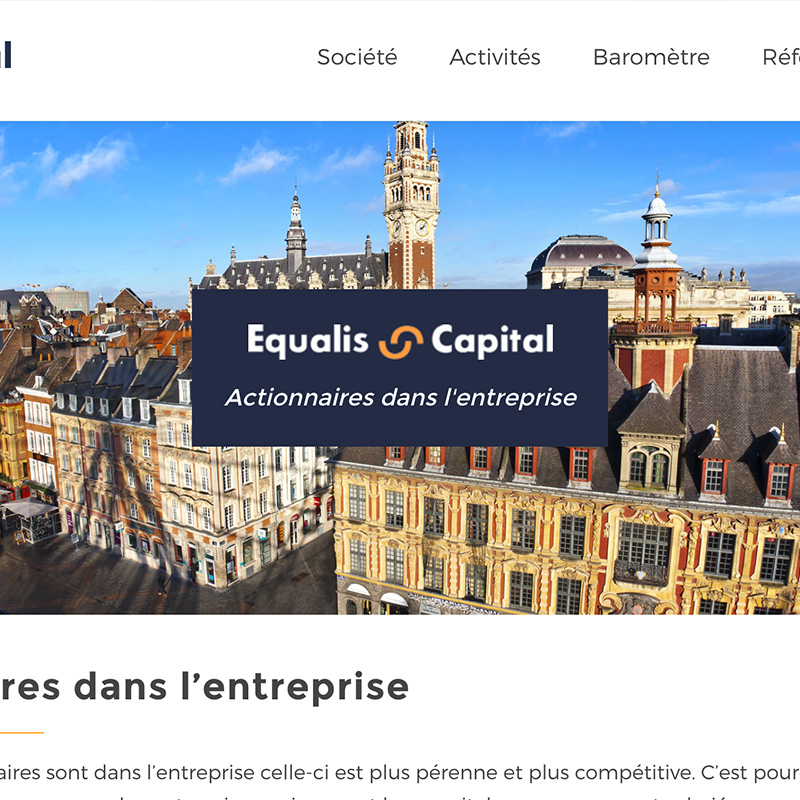 Société Activités Baromètre
Equalis Capital
Actionnaires dans l'entreprise
res dans l’entreprise
aires sont dans l’entreprise celle-ci est plus pérenne et plus compétitive. C’est pour